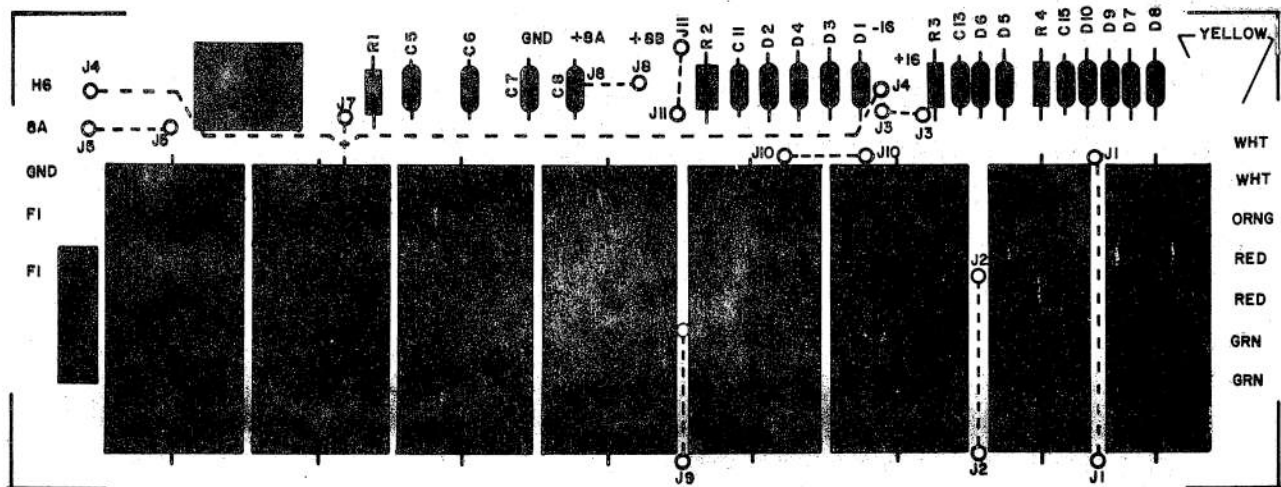 R1
C5
C6
GND
+8A
+8B
J11
R2
C11
D2
D4
D3
D1
-16
R3
C13
D6
D5
R4
C15
D10
D9
D7
D8
YELLOW
+16
H6
J4
J7
C7
C8
J8
J8
J11
J4
J3
J3
8A
J5
J6
J10
J10
J1
WHT
GND
WHT
F1
ORNG
F1
J2
RED
RED
GRN
GRN
J9
J2
J1